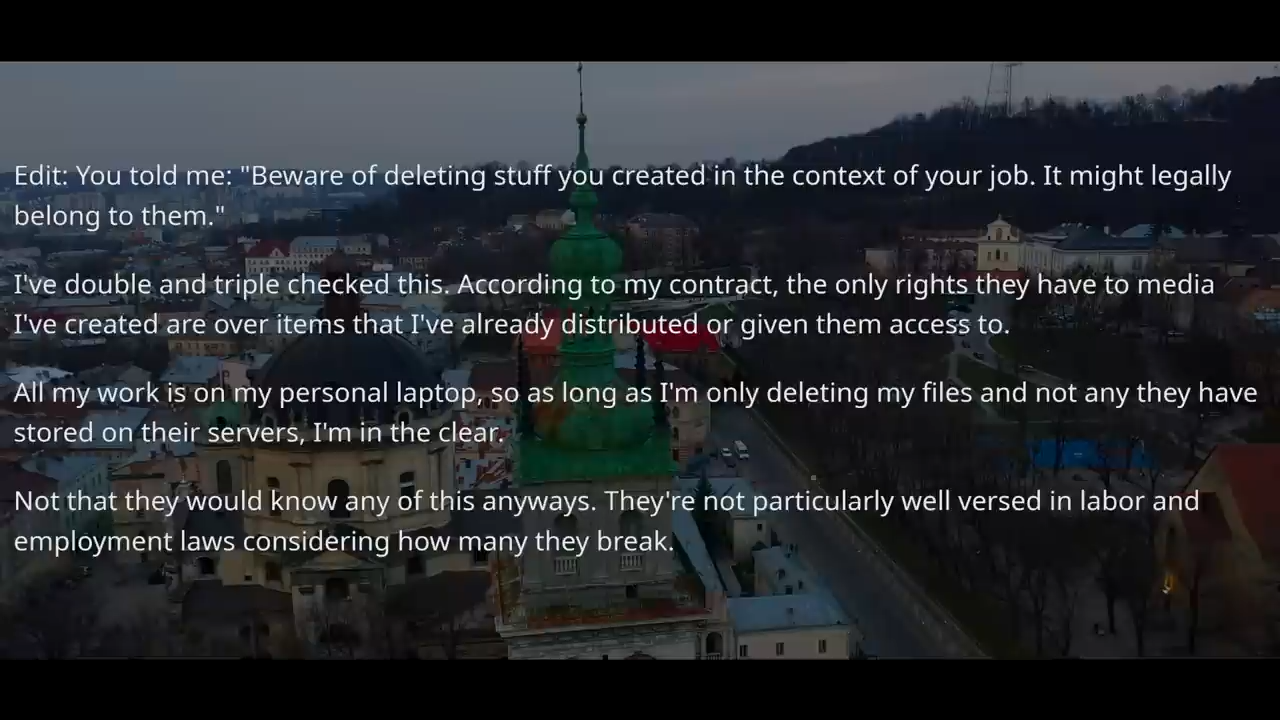 Edit: You told me: "Beware of deleting stuff you created in the context of your job. It might legally
belong to them."
I've double and triple checked this. According to my contract, the only rights they have to media
I've created are over items that I've already distributed or given them access to.
All my work is on my personal laptop, so as long as I'm only deleting my files and not any they have
stored on their servers, I'm in the clear.
Not that they would know any of this anyways. They're not particularly well versed in labor and
employment laws considering how many they break.